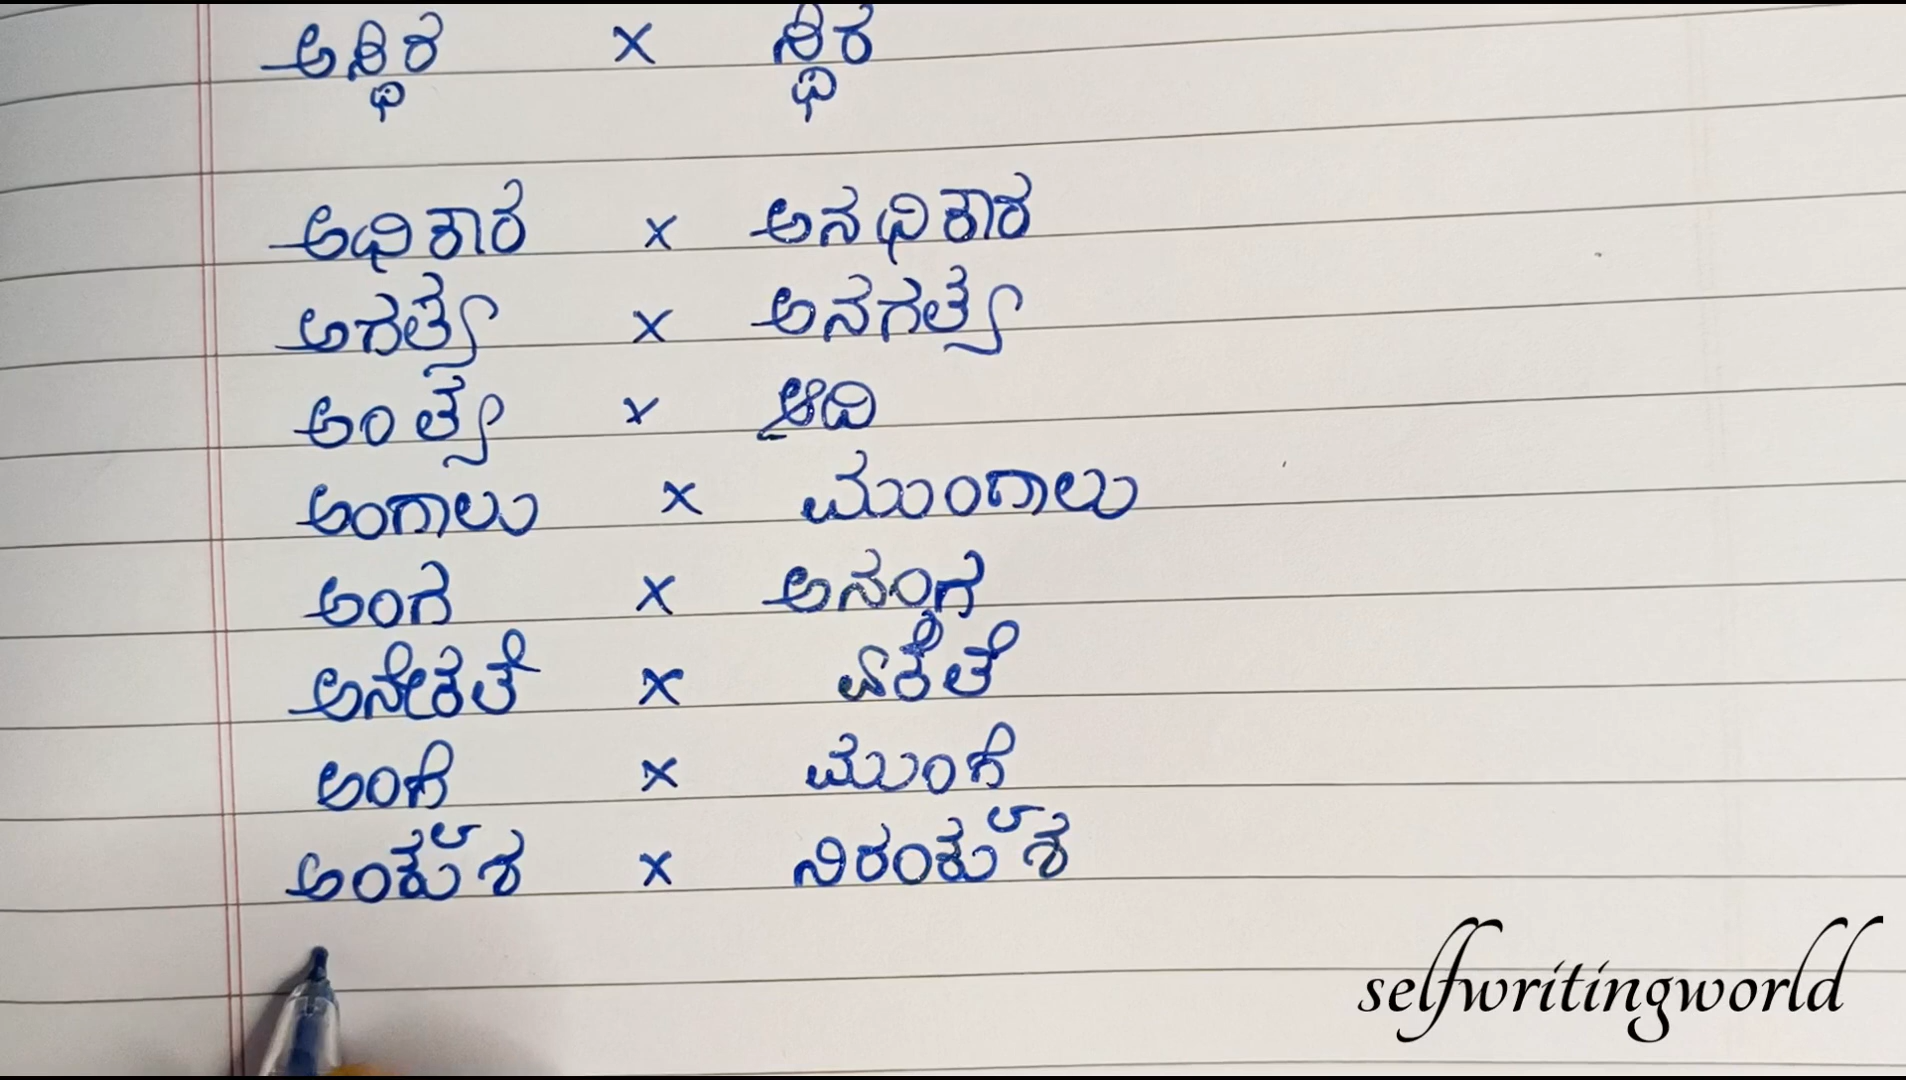 ಅಸ್ಥಿರ x ಸ್ಥಿರ
ಅಧಿಕಾರ x ಅನಧಿಕಾರ
ಅಗತ್ಯ x ಅನಗತ್ಯ
ಅಂತ್ಯ x ಆದಿ
ಅಂಗಾಲು x ಮುಂಗಾಲು
ಅಂಗ x ಅನಂಗ
ಅನೇಕತೆ x ಏಕತೆ
ಅಂಗೈ x ಮುಂಗೈ
ಅಂಕುಶ x ನಿರಂಕುಶ
selfwritingworld